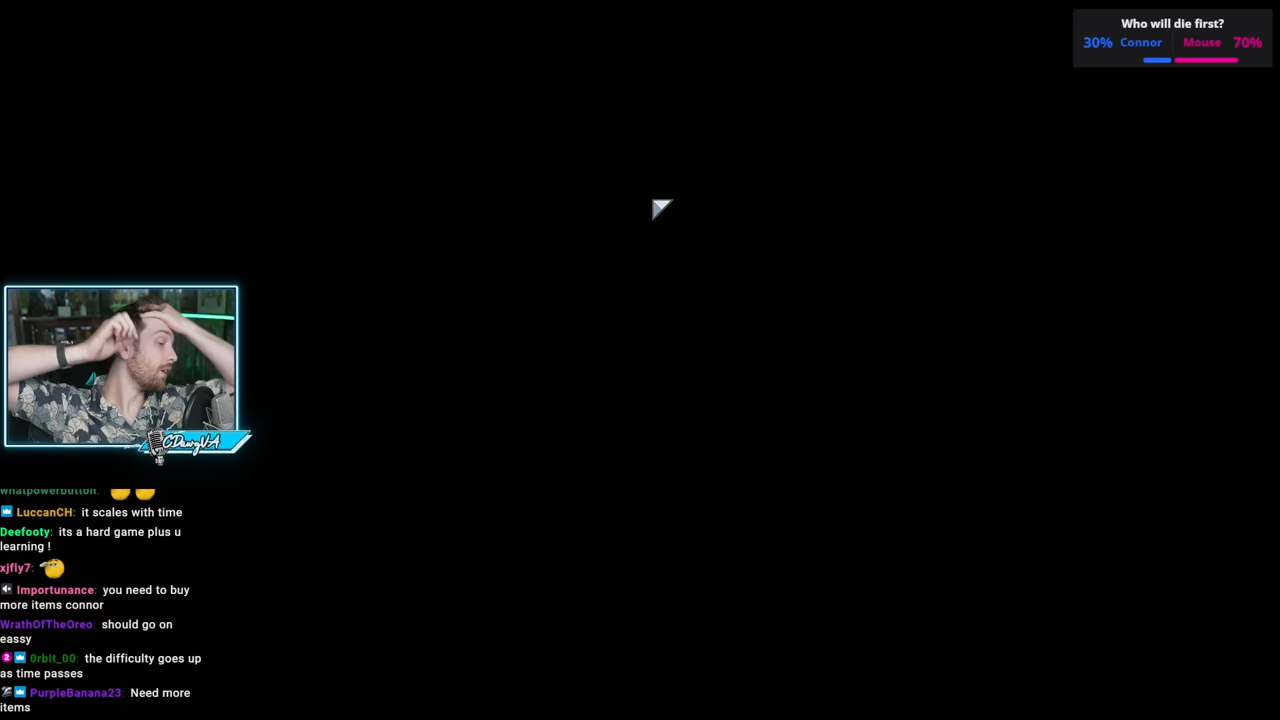 Who will die first?
30% Connor Mouse 70%
CDawgVA
whatpowerbutton:
LuccanCH: it scales with time
Deefooty: its a hard game plus u
learning !
xjfly7:
Importunance: you need to buy
more items connor
WrathOfTheOreo: should go on
eassy
2 0rbit_00: the difficulty goes up
as time passes
PurpleBanana23: Need more
items